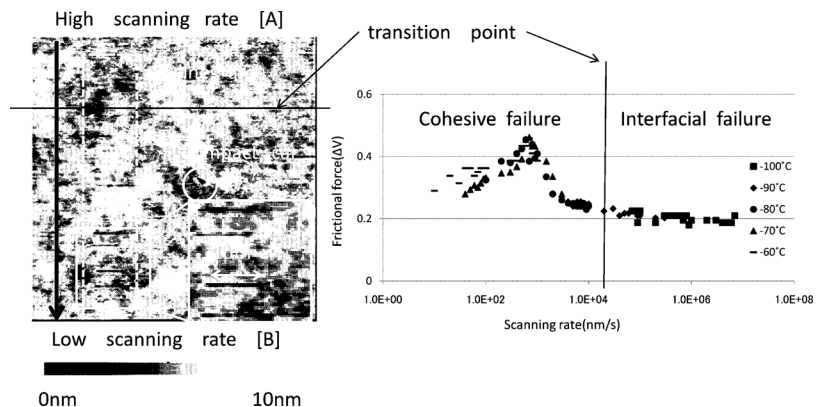 High scanning rate [A]
transition point
Low scanning rate [B]
0nm 10nm
Cohesive failure
Interfacial failure
Frictional force(ΔV)
0.6
0.4
0.2
0
1.0E+00 1.0E+02 1.0E+04 1.0E+06 1.0E+08
Scanning rate(nm/s)
-100℃
-90℃
-80℃
-70℃
-60℃